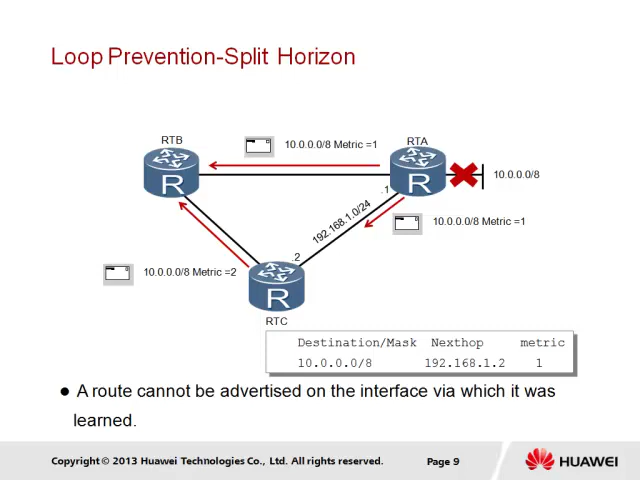 Loop Prevention-Split Horizon
RTB
10.0.0.0/8 Metric =1
RTA
R
R
10.0.0.0/8
.1
192.168.1.0/24
10.0.0.0/8 Metric =1
.2
10.0.0.0/8 Metric =2
R
RTC
Destination/Mask Nexthop metric
10.0.0.0/8 192.168.1.2 1
● A route cannot be advertised on the interface via which it was
learned.
Copyright © 2013 Huawei Technologies Co., Ltd. All rights reserved.
Page 9
HUAWEI